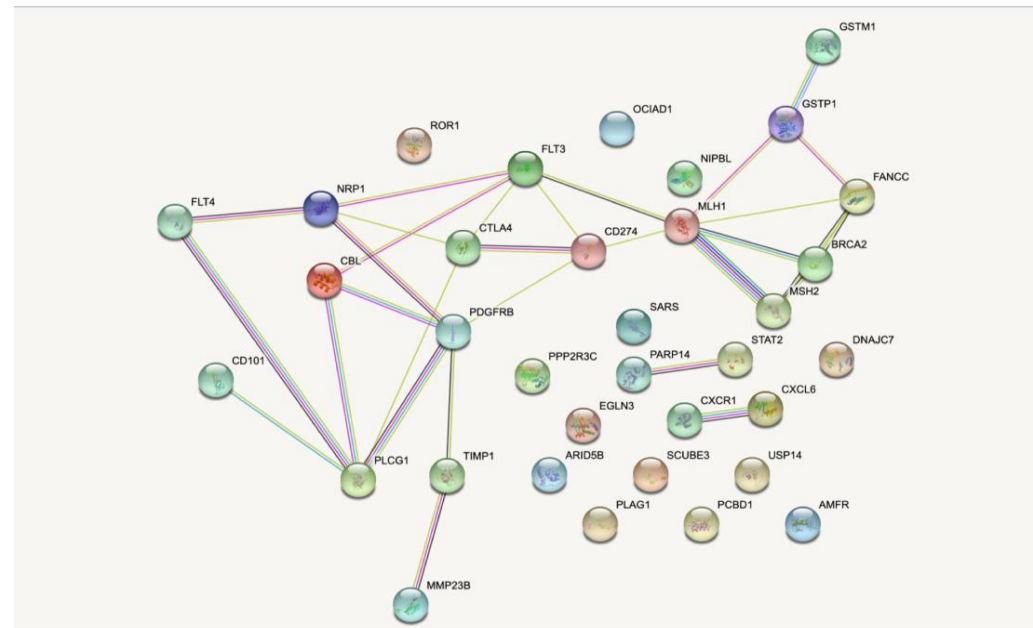 GSTM1
GSTP1
OCIAD1
ROR1
FLT3
NIPBL
FANCC
NRP1
MLH1
FLT4
CTLA4
CD274
BRCA2
CBL
MSH2
SARS
PDGFRB
STAT2
DNAJC7
PPP2R3C
PARP14
CD101
CXCL6
CXCR1
EGLN3
PLCG1
TIMP1
ARID5B
SCUBE3
USP14
PLAG1
PCBD1
AMFR
MMP23B